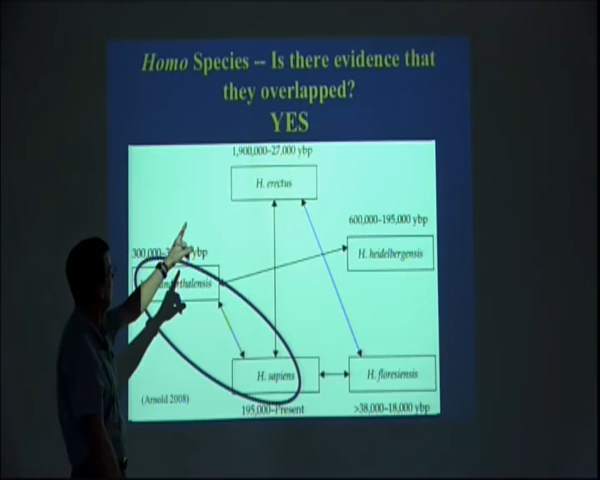 Homo Species -- Is there evidence that
they overlapped?
YES
1,900,000–27,000 ybp
H. erectus
600,000–195,000 ybp
H. heidelbergensis
300,000– ybp
H. sapiens
H. floresiensis
(Arnold 2008)
195,000–Present
>38,000–18,000 ybp